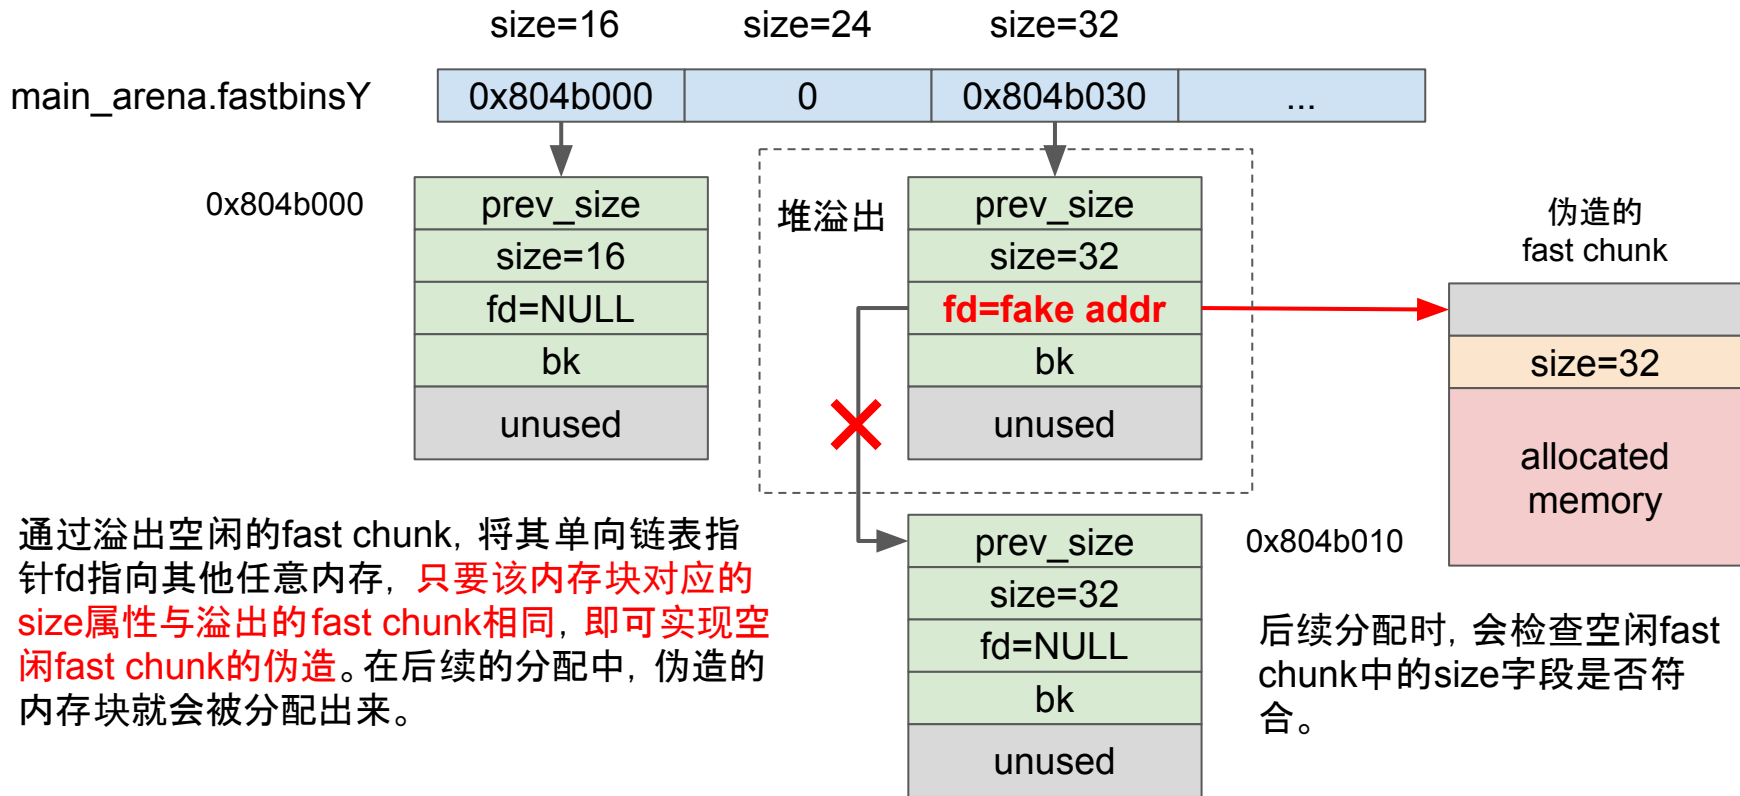 size=16
size=24
size=32
main_arena.fastbinsY
0x804b000
0
0x804b030
...
0x804b000
prev_size
size=16
fd=NULL
bk
unused
堆溢出
prev_size
size=32
fd=fake addr
bk
unused
伪造的
fast chunk
size=32
allocated
memory
0x804b010
prev_size
size=32
fd=NULL
bk
unused
通过溢出空闲的fast chunk, 将其单向链表指
针fd指向其他任意内存, 只要该内存块对应的
size属性与溢出的fast chunk相同, 即可实现空
闲fast chunk的伪造。在后续的分配中, 伪造的
内存块就会被分配出来。
后续分配时, 会检查空闲fast
chunk中的size字段是否符
合。